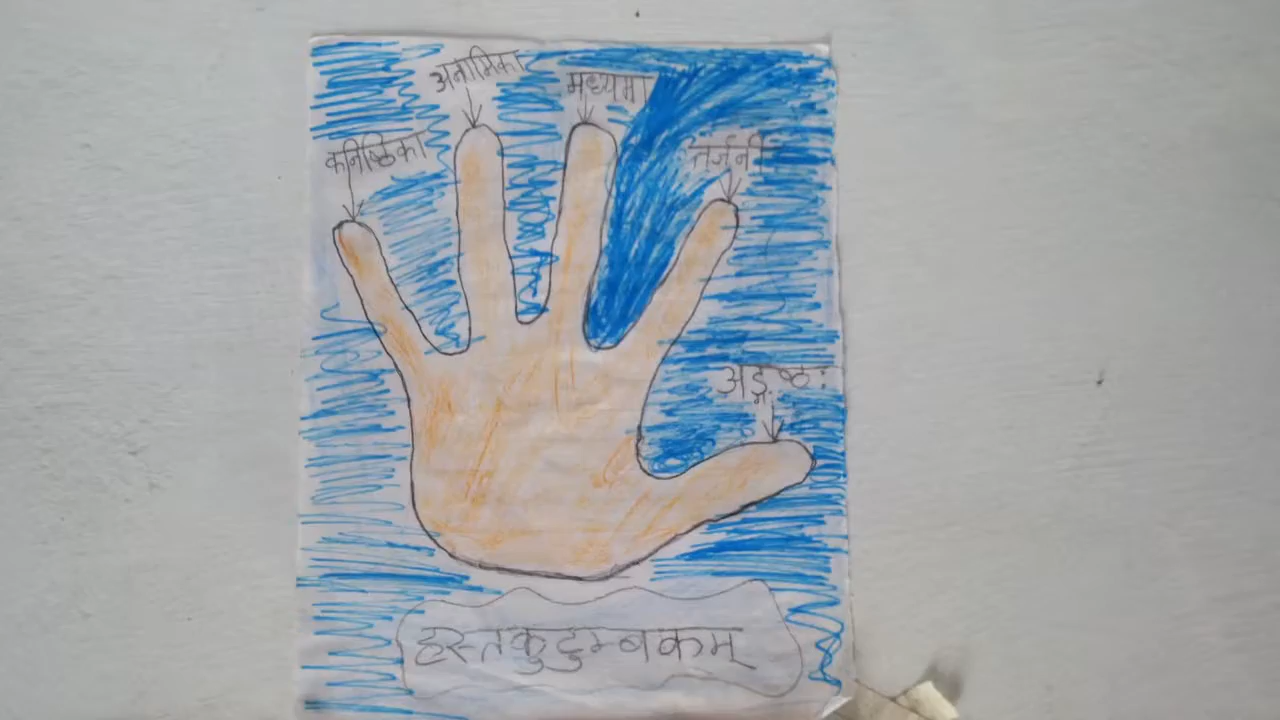 अनामिका
मध्यमा
कनिष्ठिका
तर्जनी
अङ्गुष्ठः
हस्तकुटुम्बकम्